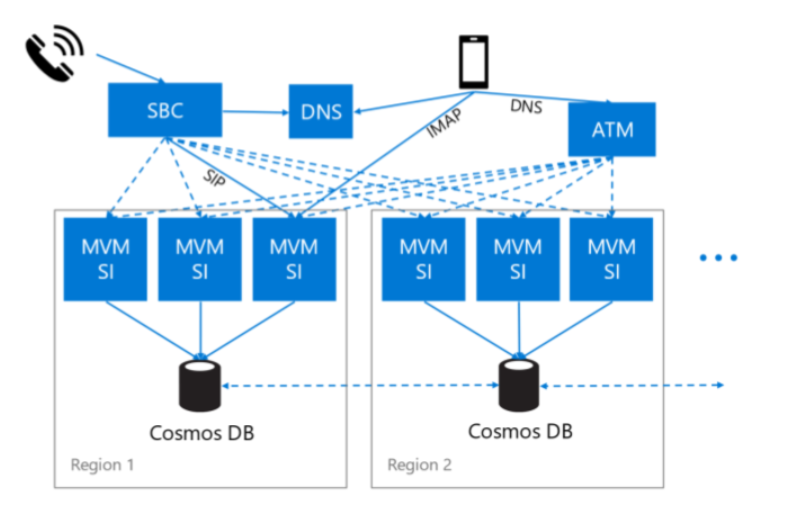 SBC
DNS
DNS
ATM
IMAP
SIP
MVM
SI
MVM
SI
MVM
SI
MVM
SI
MVM
SI
MVM
SI
Cosmos DB
Cosmos DB
Region 1
Region 2